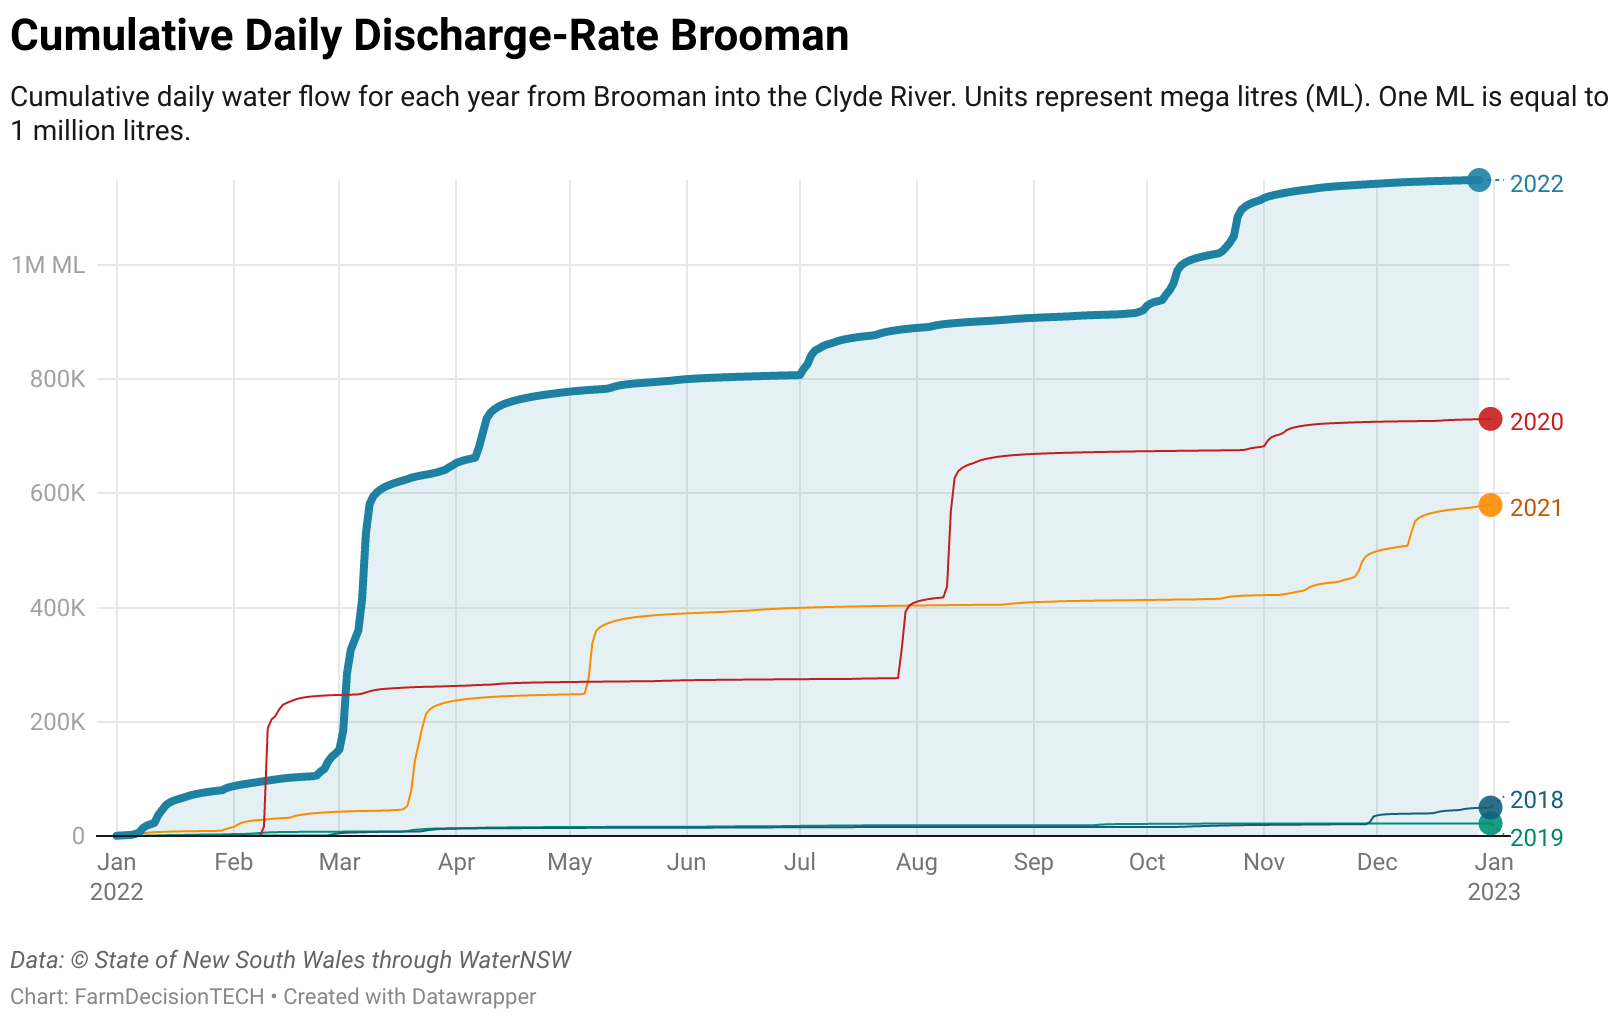 Cumulative Daily Discharge-Rate Brooman
Cumulative daily water flow for each year from Brooman into the Clyde River. Units represent mega litres (ML). One ML is equal to
1 million litres.
2022
1M ML
800K
2020
600K
2021
400K
200K
2018
0
2019
Jan Feb Mar Apr May Jun Jul Aug Sep Oct Nov Dec Jan
2022 2023
Data: © State of New South Wales through WaterNSW
Chart: FarmDecisionTECH • Created with Datawrapper